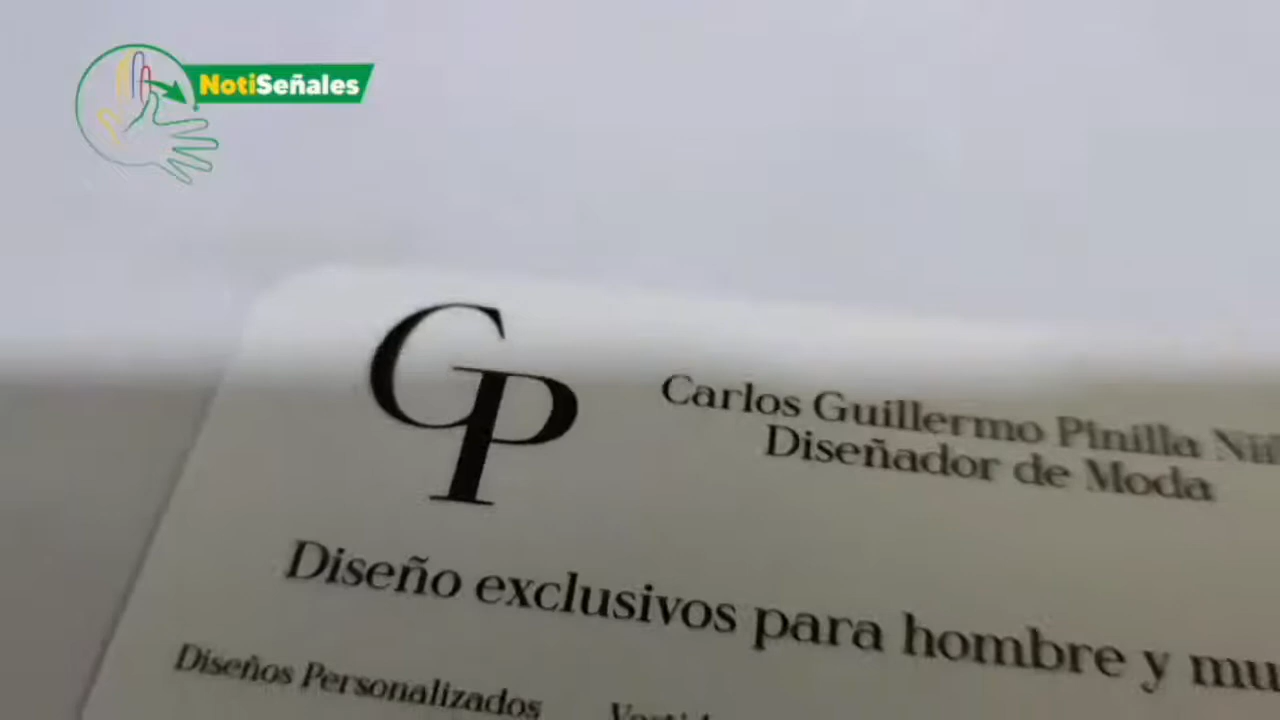 NotiSeñales
CP
Carlos Guillermo Pinilla
Diseñador de Moda
Diseño exclusivos para hombre y
Diseños Personalizados